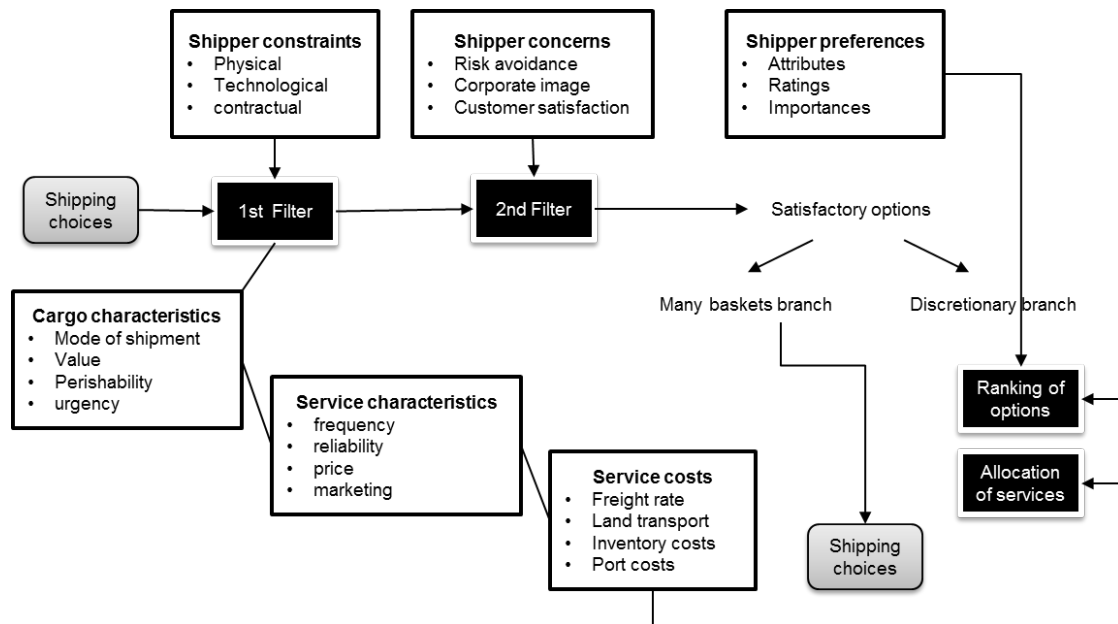 Shipper constraints
• Physical
• Technological
• contractual
Shipper concerns
• Risk avoidance
• Corporate image
• Customer satisfaction
Shipper preferences
• Attributes
• Ratings
• Importances
Shipping
choices
1st Filter
2nd Filter
Satisfactory options
Many baskets branch
Discretionary branch
Cargo characteristics
• Mode of shipment
• Value
• Perishability
• urgency
Service characteristics
• frequency
• reliability
• price
• marketing
Service costs
• Freight rate
• Land transport
• Inventory costs
• Port costs
Ranking of
options
Allocation
of services
Shipping
choices